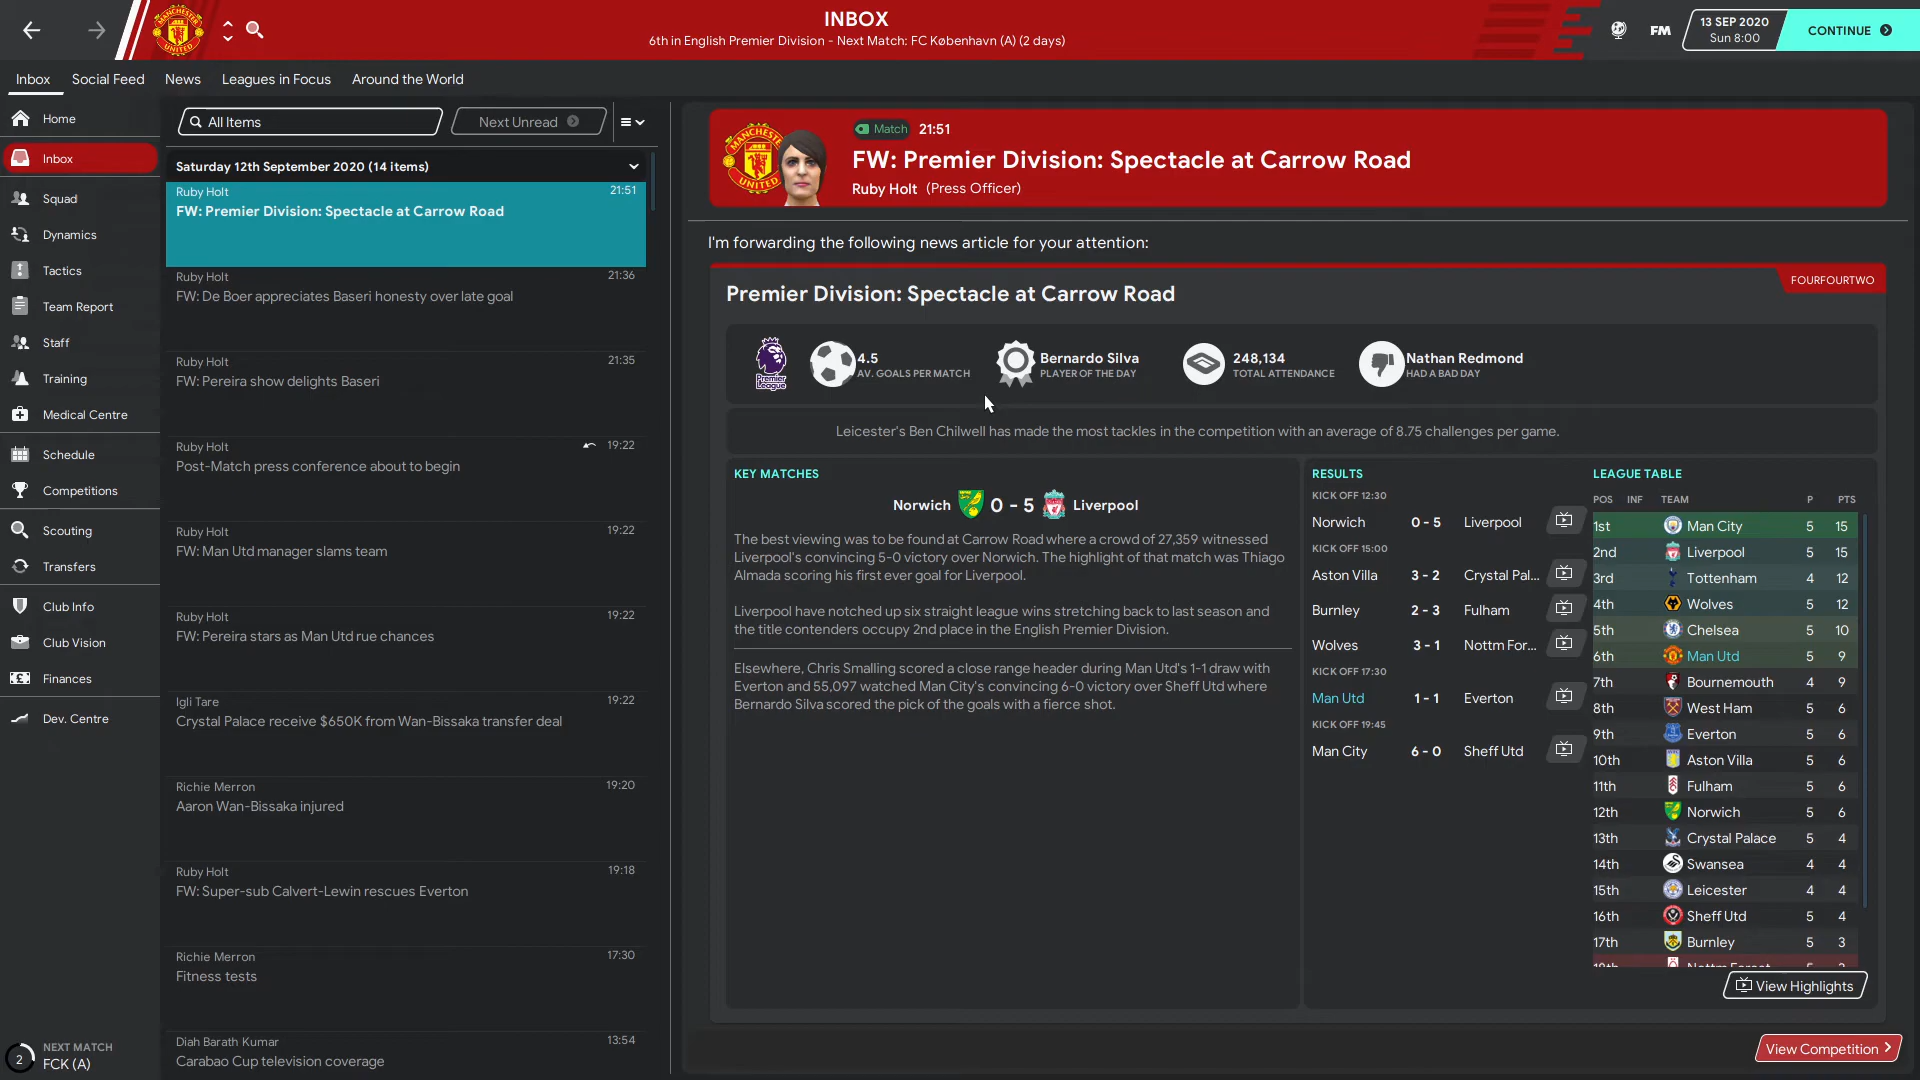 INBOX
6th in English Premier Division - Next Match: FC København (A) (2 days)
FM
13 SEP 2020
Sun 8:00
CONTINUE
Inbox
Social Feed
News
Leagues in Focus
Around the World
Home
Inbox
Squad
Dynamics
Tactics
Team Report
Staff
Training
Medical Centre
Schedule
Competitions
Scouting
Transfers
Club Info
Club Vision
Finances
Dev. Centre
2
NEXT MATCH
FCK (A)
All Items
Next Unread
Saturday 12th September 2020 (14 items)
Ruby Holt 21:51
FW: Premier Division: Spectacle at Carrow Road
Ruby Holt 21:36
FW: De Boer appreciates Baseri honesty over late goal
Ruby Holt 21:35
FW: Pereira show delights Baseri
Ruby Holt 19:22
Post-Match press conference about to begin
Ruby Holt 19:22
FW: Man Utd manager slams team
Ruby Holt 19:22
FW: Pereira stars as Man Utd rue chances
Igli Tare 19:22
Crystal Palace receive $650K from Wan-Bissaka transfer deal
Richie Merron 19:20
Aaron Wan-Bissaka injured
Ruby Holt 19:18
FW: Super-sub Calvert-Lewin rescues Everton
Richie Merron 17:30
Fitness tests
Diah Barath Kumar 13:54
Carabao Cup television coverage
Match 21:51
FW: Premier Division: Spectacle at Carrow Road
Ruby Holt (Press Officer)
I'm forwarding the following news article for your attention:
FOURFOURTWO
Premier Division: Spectacle at Carrow Road
Premier League
4.5
AV. GOALS PER MATCH
Bernardo Silva
PLAYER OF THE DAY
248,134
TOTAL ATTENDANCE
Nathan Redmond
HAD A BAD DAY
Leicester's Ben Chilwell has made the most tackles in the competition with an average of 8.75 challenges per game.
KEY MATCHES
Norwich 0 - 5 Liverpool
The best viewing was to be found at Carrow Road where a crowd of 27,359 witnessed
Liverpool's convincing 5-0 victory over Norwich. The highlight of that match was Thiago
Almada scoring his first ever goal for Liverpool.
Liverpool have notched up six straight league wins stretching back to last season and
the title contenders occupy 2nd place in the English Premier Division.
Elsewhere, Chris Smalling scored a close range header during Man Utd's 1-1 draw with
Everton and 55,097 watched Man City's convincing 6-0 victory over Sheff Utd where
Bernardo Silva scored the pick of the goals with a fierce shot.
RESULTS
KICK OFF 12:30
Norwich 0 - 5 Liverpool
KICK OFF 15:00
Aston Villa 3 - 2 Crystal Pal...
Burnley 2 - 3 Fulham
Wolves 3 - 1 Nottm For...
KICK OFF 17:30
Man Utd 1 - 1 Everton
KICK OFF 19:45
Man City 6 - 0 Sheff Utd
LEAGUE TABLE
POS INF TEAM P PTS
1st Man City 5 15
2nd Liverpool 5 15
3rd Tottenham 4 12
4th Wolves 5 12
5th Chelsea 5 10
6th Man Utd 5 9
7th Bournemouth 4 9
8th West Ham 5 6
9th Everton 5 6
10th Aston Villa 5 6
11th Fulham 5 6
12th Norwich 5 6
13th Crystal Palace 5 4
14th Swansea 4 4
15th Leicester 4 4
16th Sheff Utd 5 4
17th Burnley 5 3
18th Nottm Forest 5
View Highlights
View Competition